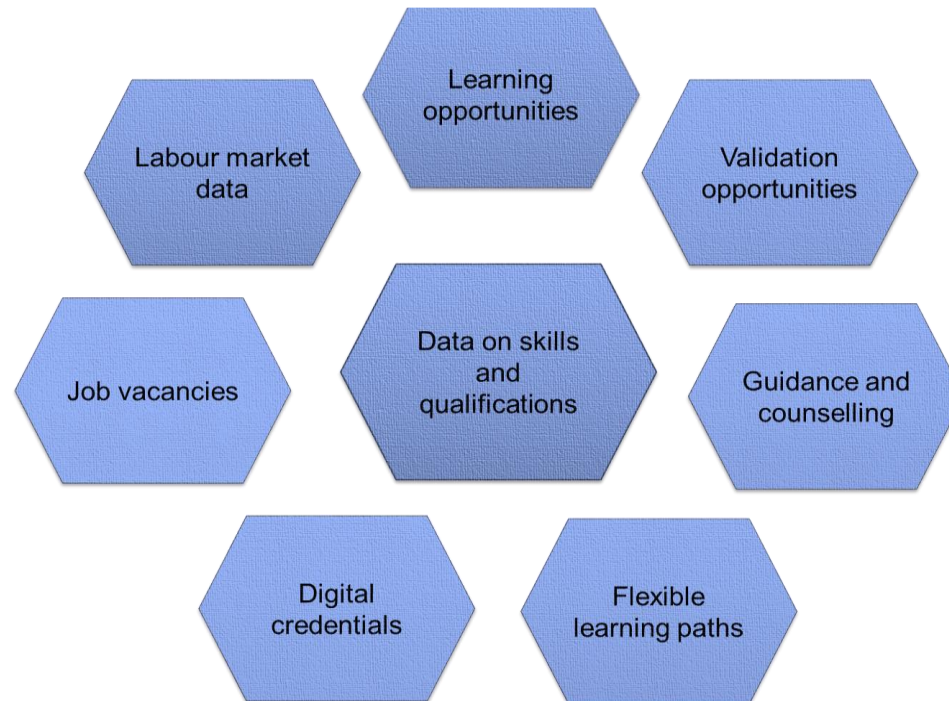 Learning
opportunities
Labour market
data
Validation
opportunities
Data on skills
and
qualifications
Job vacancies
Guidance and
counselling
Digital
credentials
Flexible
learning paths